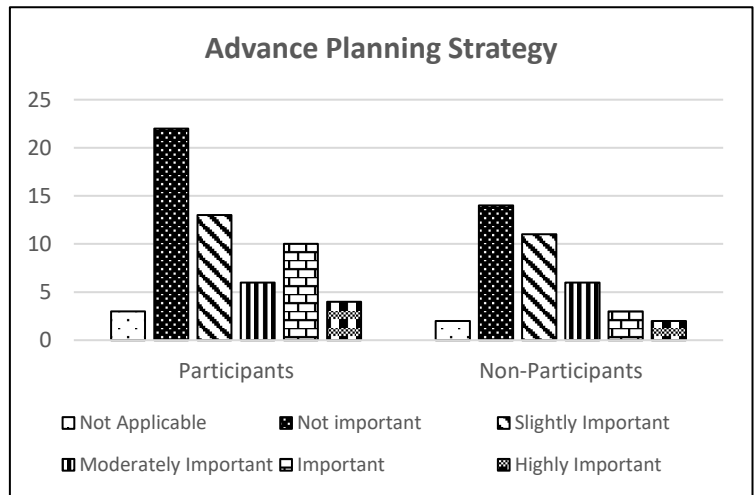 Advance Planning Strategy
25
20
15
10
5
0
Participants Non-Participants
Not Applicable Not important Slightly Important
Moderately Important Important Highly Important